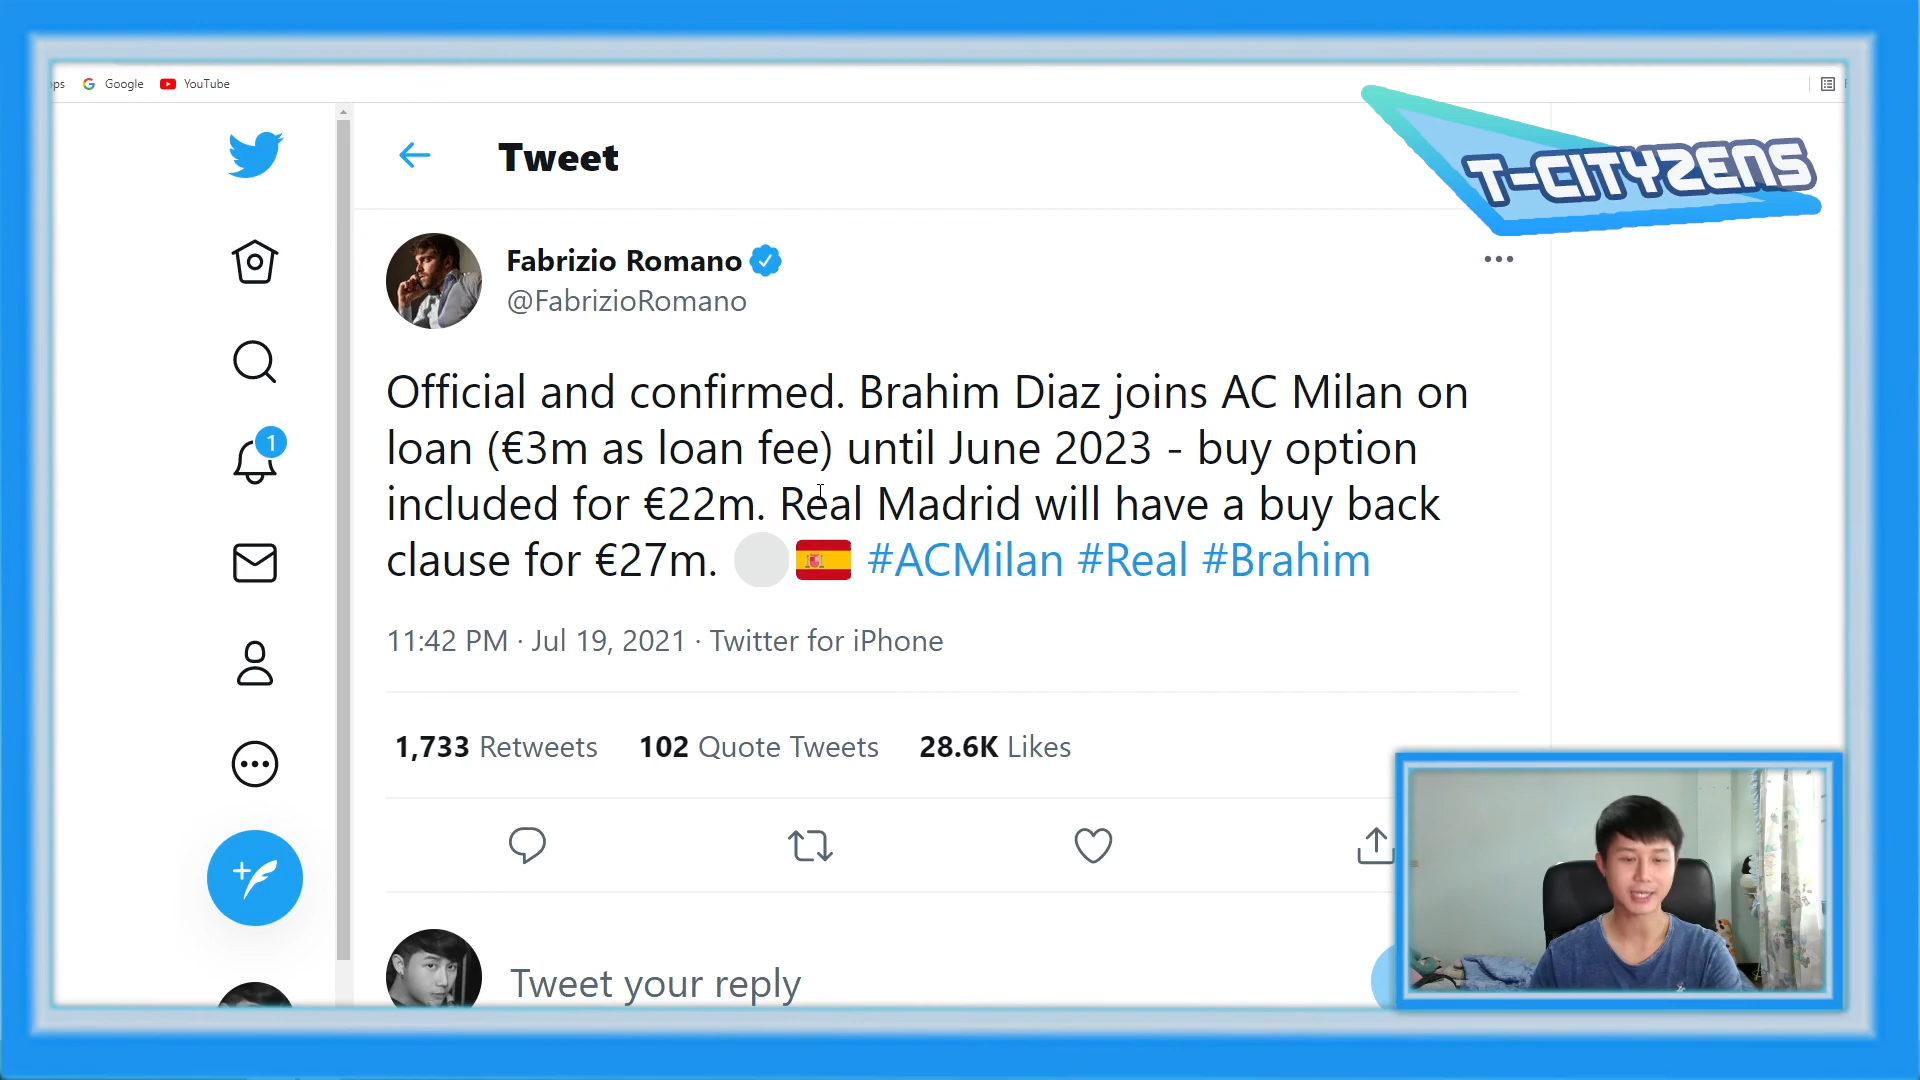 Google
YouTube
T-CITYZENS
Tweet
Fabrizio Romano
@FabrizioRomano
Official and confirmed. Brahim Diaz joins AC Milan on
loan (€3m as loan fee) until June 2023 - buy option
included for €22m. Real Madrid will have a buy back
clause for €27m. #ACMilan #Real #Brahim
1
11:42 PM · Jul 19, 2021 · Twitter for iPhone
1,733 Retweets 102 Quote Tweets 28.6K Likes
Tweet your reply